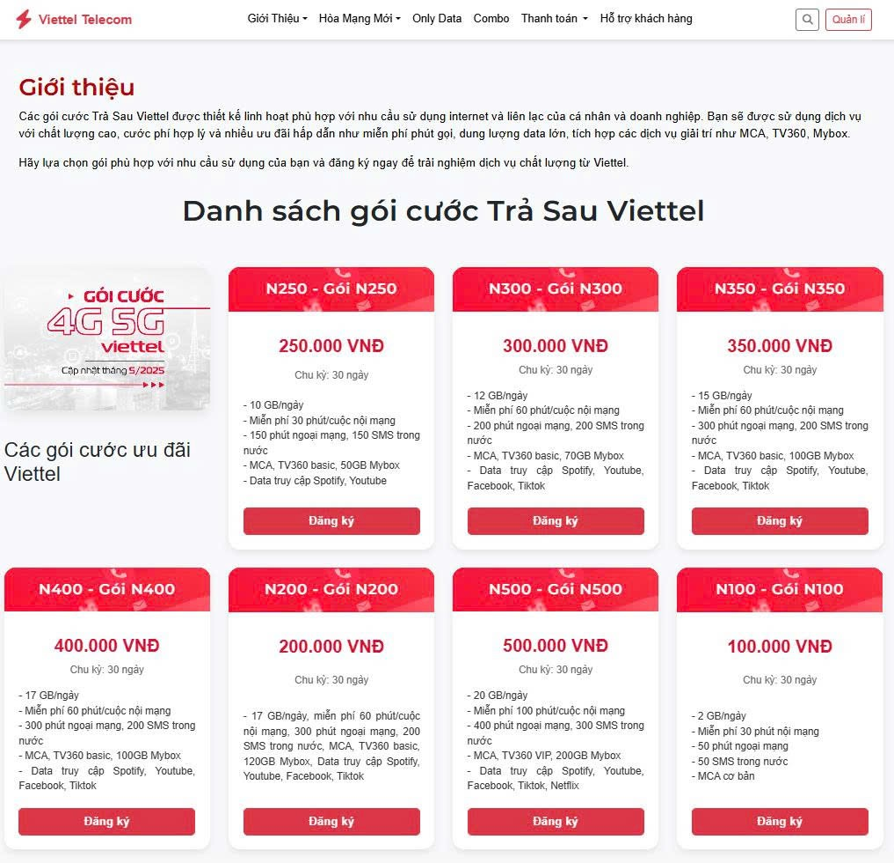 Viettel Telecom
Giới Thiệu
Hòa Mạng Mới
Only Data
Combo
Thanh toán
Hỗ trợ khách hàng
Quản lí
Giới thiệu
Các gói cước Trả Sau Viettel được thiết kế linh hoạt phù hợp với nhu cầu sử dụng internet và liên lạc của cá nhân và doanh nghiệp. Bạn sẽ được sử dụng dịch vụ
với chất lượng cao, cước phí hợp lý và nhiều ưu đãi hấp dẫn như miễn phí phút gọi, dung lượng data lớn, tích hợp các dịch vụ giải trí như MCA, TV360, Mybox.
Hãy lựa chọn gói phù hợp với nhu cầu sử dụng của bạn và đăng ký ngay để trải nghiệm dịch vụ chất lượng từ Viettel.
Danh sách gói cước Trả Sau Viettel
GÓI CƯỚC
4G 5G
viettel
Cập nhật tháng 5/2025
Các gói cước ưu đãi
Viettel
N250 - Gói N250
250.000 VNĐ
Chu kỳ: 30 ngày
- 10 GB/ngày
- Miễn phí 30 phút/cuộc nội mạng
- 150 phút ngoại mạng, 150 SMS trong
nước
- MCA, TV360 basic, 50GB Mybox
- Data truy cập Spotify, Youtube
Đăng ký
N300 - Gói N300
300.000 VNĐ
Chu kỳ: 30 ngày
- 12 GB/ngày
- Miễn phí 60 phút/cuộc nội mạng
- 200 phút ngoại mạng, 200 SMS trong
nước
- MCA, TV360 basic, 70GB Mybox
- Data truy cập Spotify, Youtube,
Facebook, Tiktok
Đăng ký
N350 - Gói N350
350.000 VNĐ
Chu kỳ: 30 ngày
- 15 GB/ngày
- Miễn phí 60 phút/cuộc nội mạng
- 300 phút ngoại mạng, 200 SMS trong
nước
- MCA, TV360 basic, 100GB Mybox
- Data truy cập Spotify, Youtube,
Facebook, Tiktok
Đăng ký
N400 - Gói N400
400.000 VNĐ
Chu kỳ: 30 ngày
- 17 GB/ngày
- Miễn phí 60 phút/cuộc nội mạng
- 300 phút ngoại mạng, 200 SMS trong
nước
- MCA, TV360 basic, 100GB Mybox
- Data truy cập Spotify, Youtube,
Facebook, Tiktok
Đăng ký
N200 - Gói N200
200.000 VNĐ
Chu kỳ: 30 ngày
- 17 GB/ngày, miễn phí 60 phút/cuộc
nội mạng, 300 phút ngoại mạng, 200
SMS trong nước, MCA, TV360 basic,
120GB Mybox, Data truy cập Spotify,
Youtube, Facebook, Tiktok
Đăng ký
N500 - Gói N500
500.000 VNĐ
Chu kỳ: 30 ngày
- 20 GB/ngày
- Miễn phí 100 phút/cuộc nội mạng
- 400 phút ngoại mạng, 300 SMS trong
nước
- MCA, TV360 VIP, 200GB Mybox
- Data truy cập Spotify, Youtube,
Facebook, Tiktok, Netflix
Đăng ký
N100 - Gói N100
100.000 VNĐ
Chu kỳ: 30 ngày
- 2 GB/ngày
- Miễn phí 30 phút nội mạng
- 50 phút ngoại mạng
- 50 SMS trong nước
- MCA cơ bản
Đăng ký